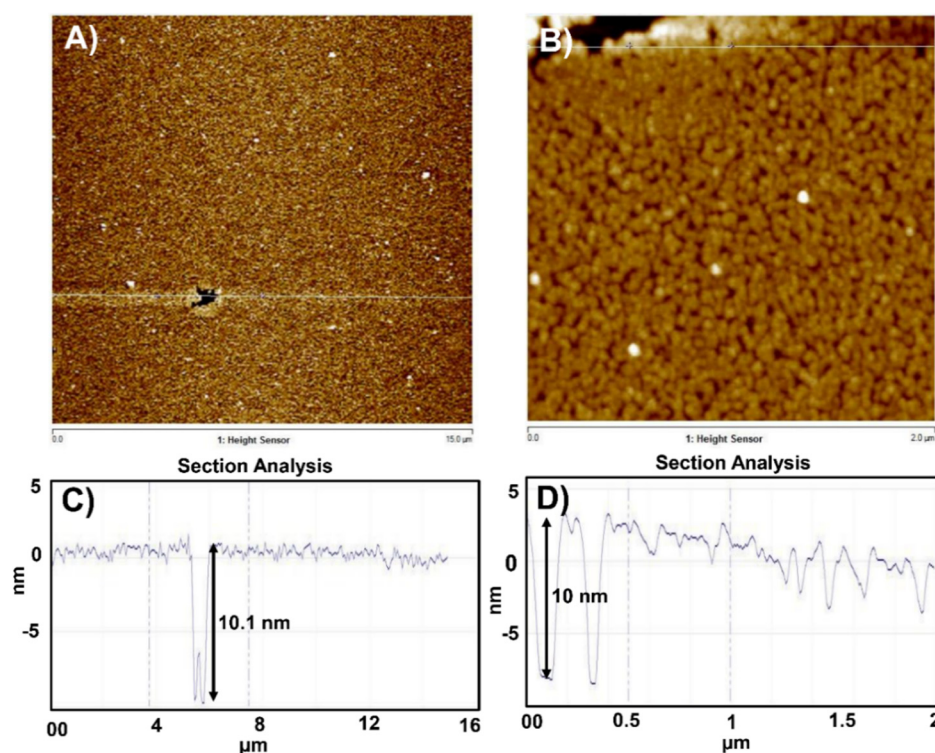 A)
B)
0.0
1: Height Sensor
15.0 µm
0.0
1: Height Sensor
2.0 µm
Section Analysis
Section Analysis
C)
5
0
-5
nm
10.1 nm
00
4
8
12
16
µm
D)
5
0
-5
nm
10 nm
00
0.5
1
1.5
2
µm